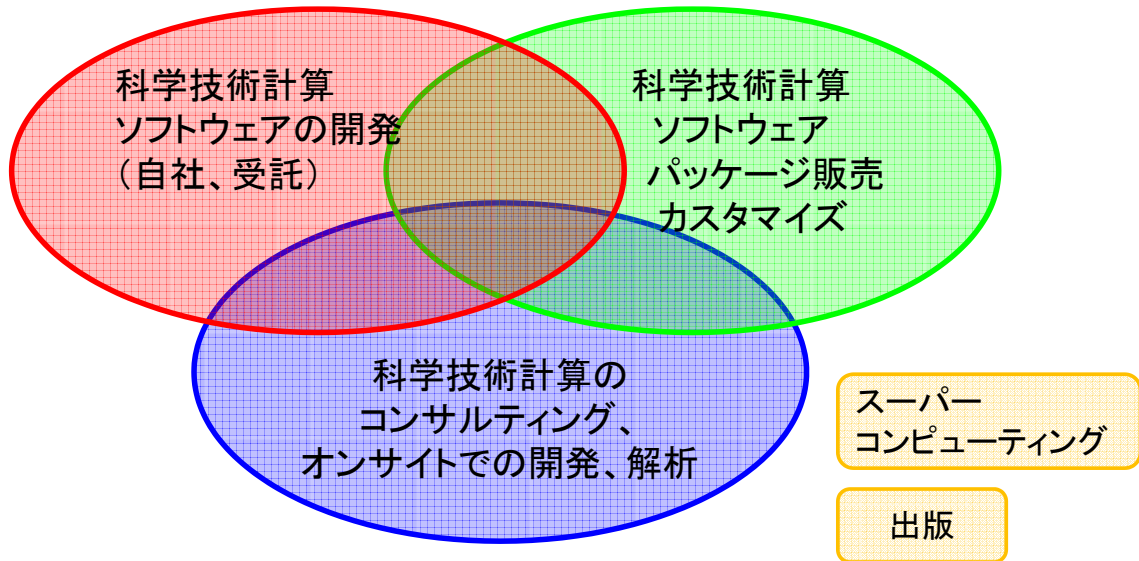 科学技術計算
ソフトウェアの開発
（自社、受託）
科学技術計算
ソフトウェア
パッケージ販売
カスタマイズ
科学技術計算の
コンサルティング、
オンサイトでの開発、解析
スーパー
コンピューティング
出版